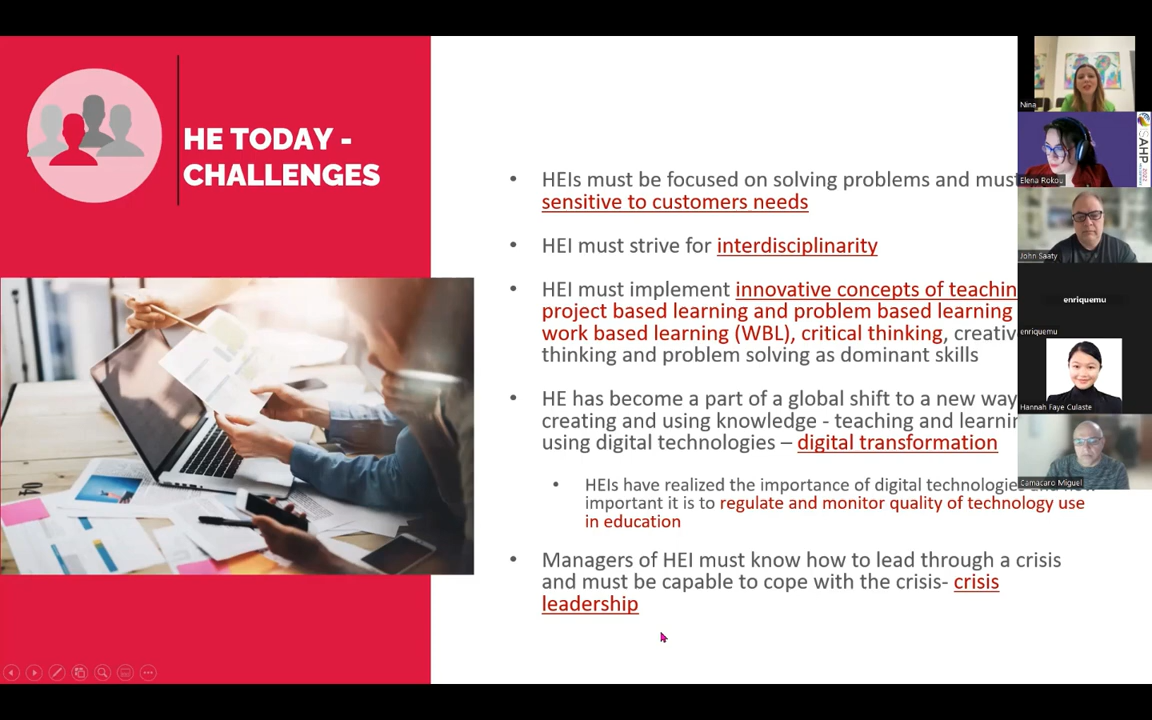 HE TODAY -
CHALLENGES
• HEIs must be focused on solving problems and must
sensitive to customers needs
• HEI must strive for interdisciplinarity
• HEI must implement innovative concepts of teachin
project based learning and problem based learning
work based learning (WBL), critical thinking, creativ
thinking and problem solving as dominant skills
• HE has become a part of a global shift to a new way
creating and using knowledge - teaching and learnin
using digital technologies – digital transformation
• HEIs have realized the importance of digital technologie
important it is to regulate and monitor quality of technology use
in education
• Managers of HEI must know how to lead through a crisis
and must be capable to cope with the crisis- crisis
leadership
Nina
Elena Rokou
AHP
John Saaty
enriquemu
enriquemu
Hannah Faye Culaste
Camacaro Miguel